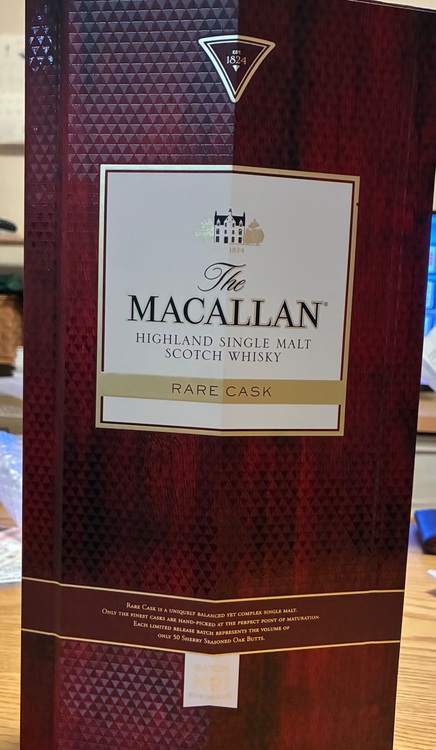 EST.
1824
1824
The
MACALLAN®
HIGHLAND SINGLE MALT
SCOTCH WHISKY
RARE CASK
RARE CASK IS A UNIQUELY BALANCED YET COMPLEX SINGLE MALT.
ONLY THE FINEST CASKS ARE HAND-PICKED AT THE PERFECT POINT OF MATURATION.
EACH LIMITED RELEASE BATCH REPRESENTS THE VOLUME OF
ONLY 50 SHERRY SEASONED OAK BUTTS.